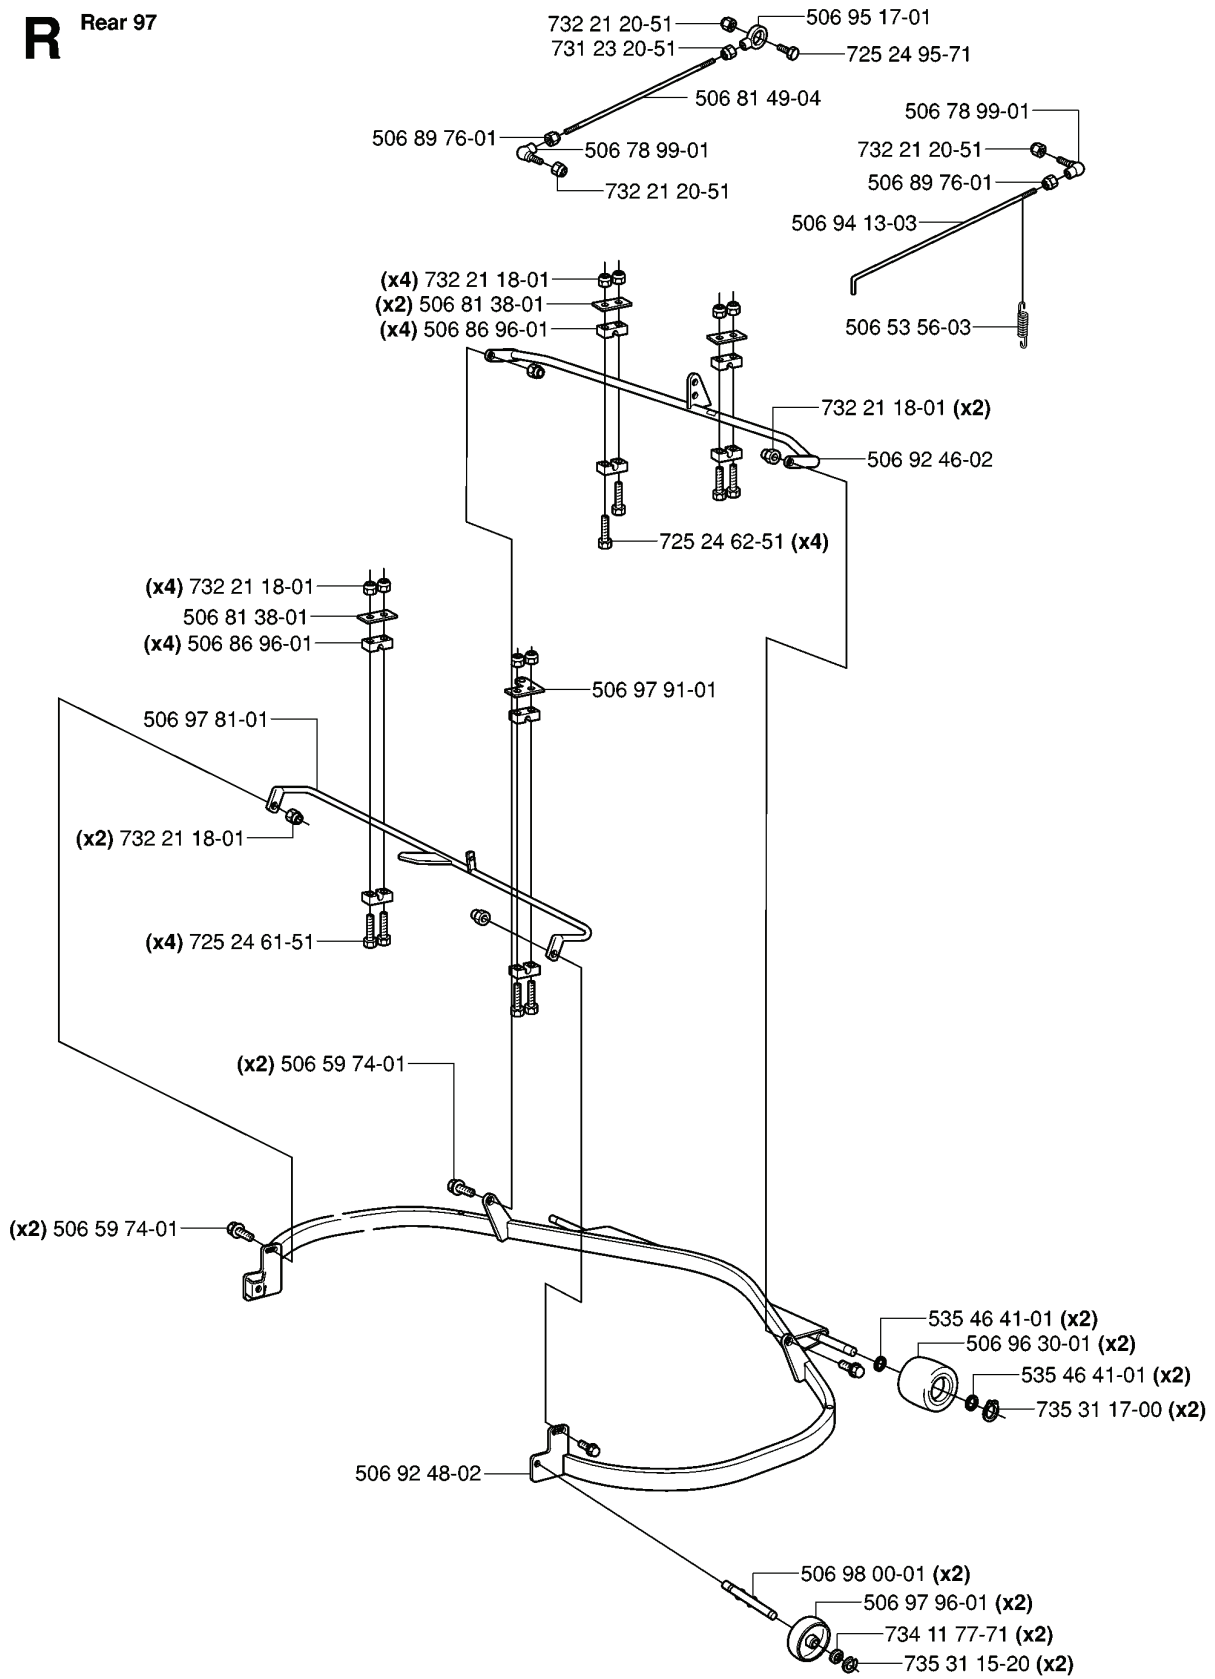 R Rear 97
732 21 20-51
506 95 17-01
731 23 20-51
725 24 95-71
506 81 49-04
506 78 99-01
506 89 76-01
506 78 99-01
732 21 20-51
506 89 76-01
732 21 20-51
506 94 13-03
(x4) 732 21 18-01
(x2) 506 81 38-01
(x4) 506 86 96-01
506 53 56-03
732 21 18-01 (x2)
506 92 46-02
725 24 62-51 (x4)
(x4) 732 21 18-01
506 81 38-01
(x4) 506 86 96-01
506 97 91-01
506 97 81-01
(x2) 732 21 18-01
(x4) 725 24 61-51
(x2) 506 59 74-01
(x2) 506 59 74-01
535 46 41-01 (x2)
506 96 30-01 (x2)
535 46 41-01 (x2)
735 31 17-00 (x2)
506 92 48-02
506 98 00-01 (x2)
506 97 96-01 (x2)
734 11 77-71 (x2)
735 31 15-20 (x2)